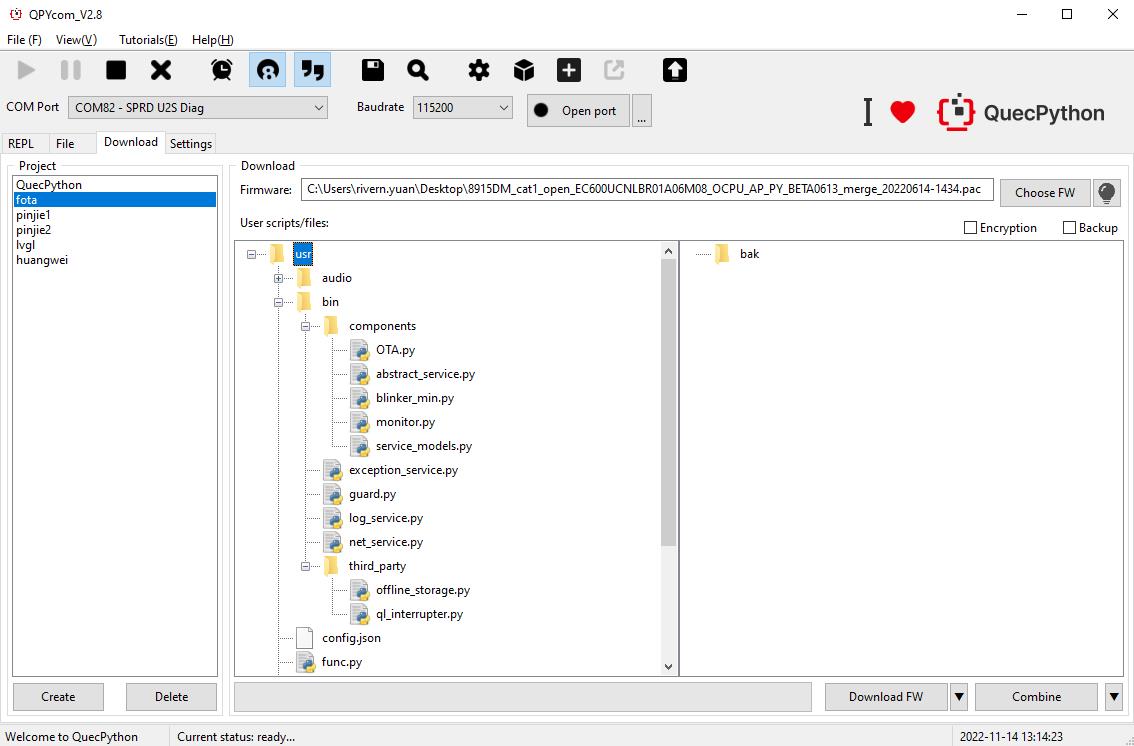 QPYcom_V2.8
File (F) View(V) Tutorials(E) Help(H)
COM Port COM82 - SPRD U2S Diag Baudrate 115200 Open port ... I QuecPython
REPL File Download Settings
Project
QuecPython
fota
pinjie1
pinjie2
lvgl
huangwei
Create Delete
Download
Firmware: C:\Users\rivern.yuan\Desktop\8915DM_cat1_open_EC600UCNLBR01A06M08_OCPU_AP_PY_BETA0613_merge_20220614-1434.pac Choose FW
User scripts/files: Encryption Backup
usr
audio
bin
components
OTA.py
abstract_service.py
blinker_min.py
monitor.py
service_models.py
exception_service.py
guard.py
log_service.py
net_service.py
third_party
offline_storage.py
ql_interrupter.py
config.json
func.py
bak
Download FW Combine
Welcome to QuecPython Current status: ready... 2022-11-14 13:14:23